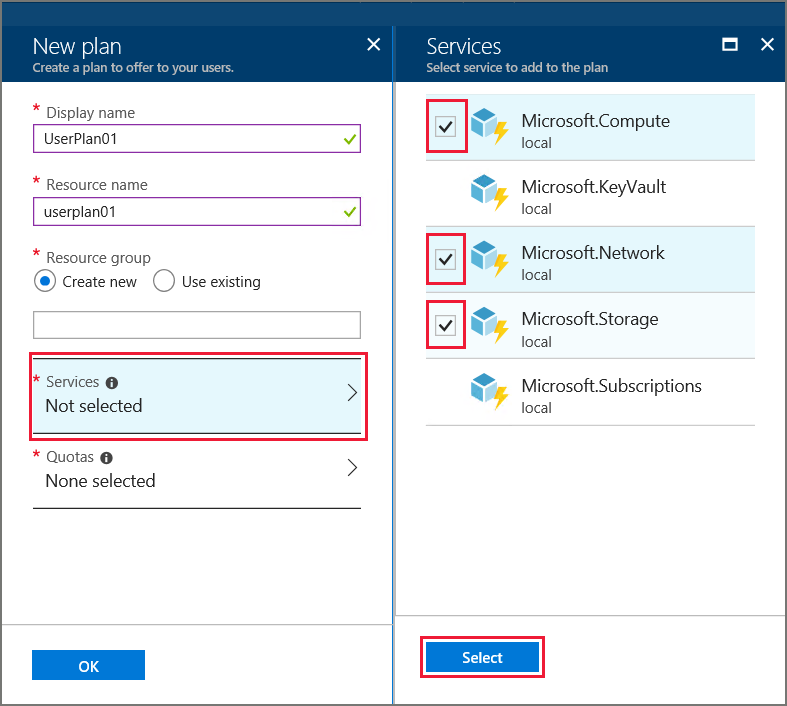 New plan
Create a plan to offer to your users.
* Display name
UserPlan01
* Resource name
userplan01
* Resource group
Create new
Use existing
* Services
Not selected
* Quotas
None selected
OK
Services
Select service to add to the plan
Microsoft.Compute
local
Microsoft.KeyVault
local
Microsoft.Network
local
Microsoft.Storage
local
Microsoft.Subscriptions
local
Select